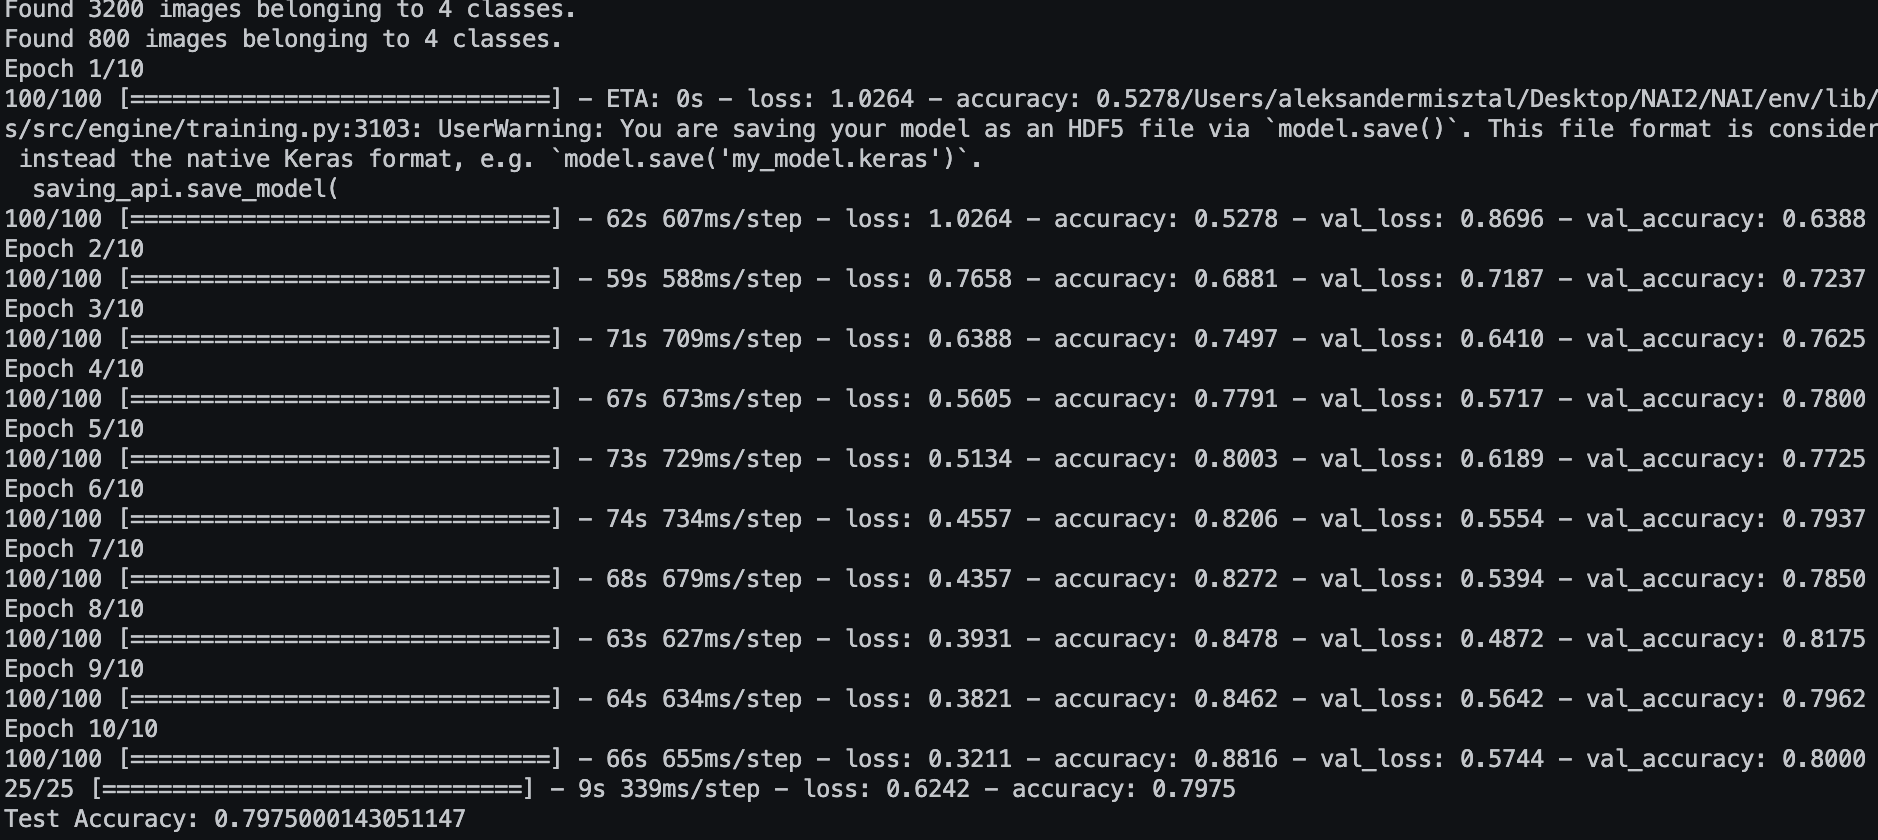 Found 3200 images belonging to 4 classes.
Found 800 images belonging to 4 classes.
Epoch 1/10
100/100 [==============================] - ETA: 0s - loss: 1.0264 - accuracy: 0.5278/Users/aleksandermisztal/Desktop/NAI2/NAI/env/lib/
s/src/engine/training.py:3103: UserWarning: You are saving your model as an HDF5 file via `model.save()`. This file format is consider
 instead the native Keras format, e.g. `model.save('my_model.keras')`.
  saving_api.save_model(
100/100 [==============================] - 62s 607ms/step - loss: 1.0264 - accuracy: 0.5278 - val_loss: 0.8696 - val_accuracy: 0.6388
Epoch 2/10
100/100 [==============================] - 59s 588ms/step - loss: 0.7658 - accuracy: 0.6881 - val_loss: 0.7187 - val_accuracy: 0.7237
Epoch 3/10
100/100 [==============================] - 71s 709ms/step - loss: 0.6388 - accuracy: 0.7497 - val_loss: 0.6410 - val_accuracy: 0.7625
Epoch 4/10
100/100 [==============================] - 67s 673ms/step - loss: 0.5605 - accuracy: 0.7791 - val_loss: 0.5717 - val_accuracy: 0.7800
Epoch 5/10
100/100 [==============================] - 73s 729ms/step - loss: 0.5134 - accuracy: 0.8003 - val_loss: 0.6189 - val_accuracy: 0.7725
Epoch 6/10
100/100 [==============================] - 74s 734ms/step - loss: 0.4557 - accuracy: 0.8206 - val_loss: 0.5554 - val_accuracy: 0.7937
Epoch 7/10
100/100 [==============================] - 68s 679ms/step - loss: 0.4357 - accuracy: 0.8272 - val_loss: 0.5394 - val_accuracy: 0.7850
Epoch 8/10
100/100 [==============================] - 63s 627ms/step - loss: 0.3931 - accuracy: 0.8478 - val_loss: 0.4872 - val_accuracy: 0.8175
Epoch 9/10
100/100 [==============================] - 64s 634ms/step - loss: 0.3821 - accuracy: 0.8462 - val_loss: 0.5642 - val_accuracy: 0.7962
Epoch 10/10
100/100 [==============================] - 66s 655ms/step - loss: 0.3211 - accuracy: 0.8816 - val_loss: 0.5744 - val_accuracy: 0.8000
25/25 [==============================] - 9s 339ms/step - loss: 0.6242 - accuracy: 0.7975
Test Accuracy: 0.7975000143051147